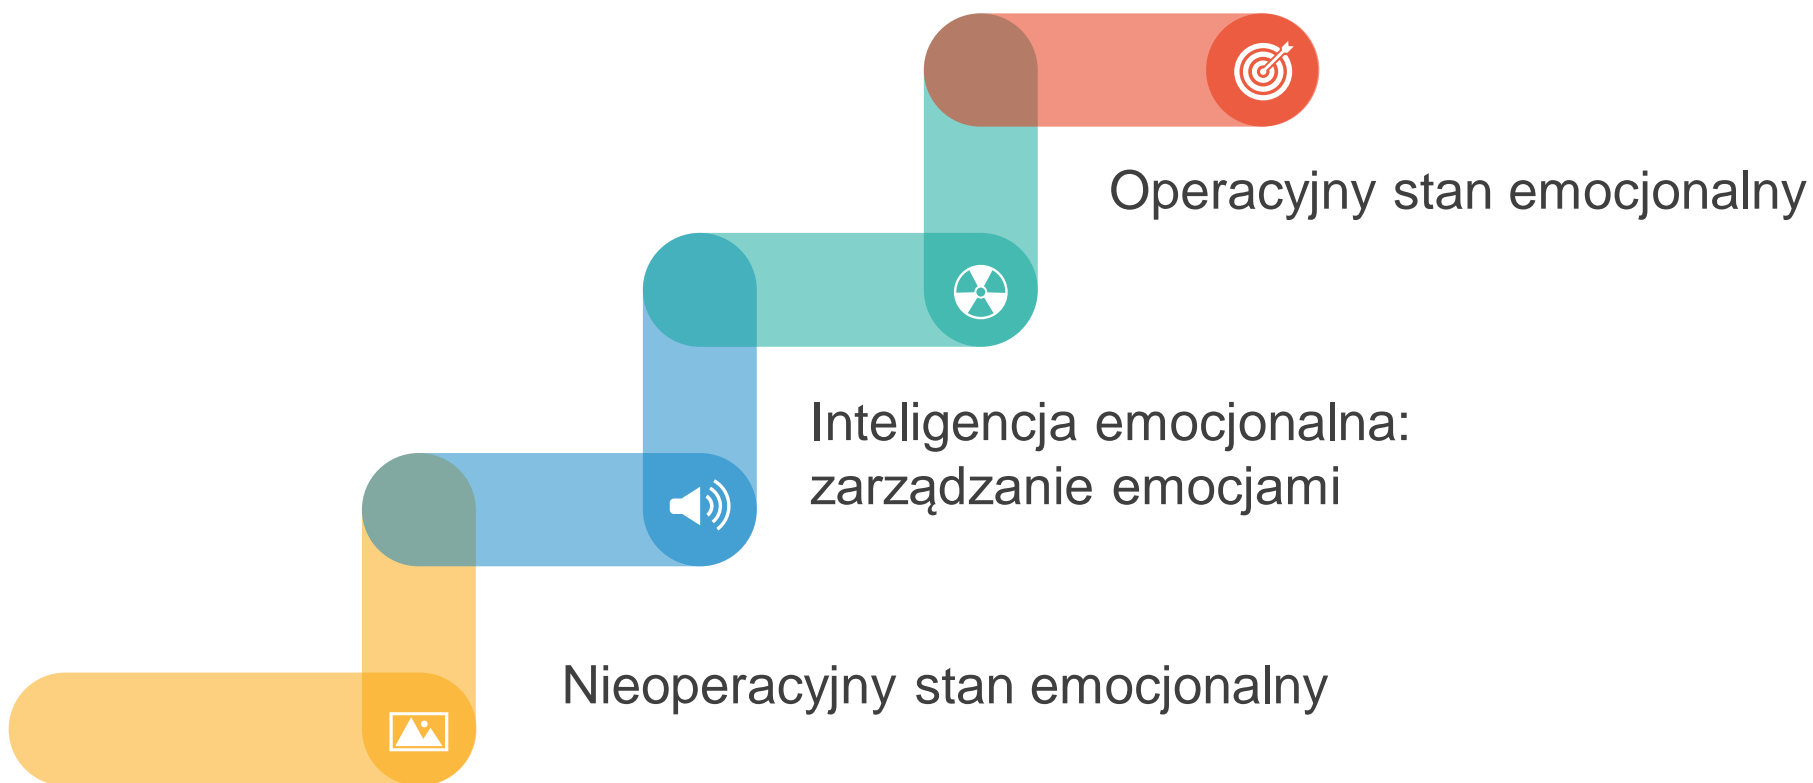 Operacyjny stan emocjonalny
Inteligencja emocjonalna:
zarządzanie emocjami
Nieoperacyjny stan emocjonalny